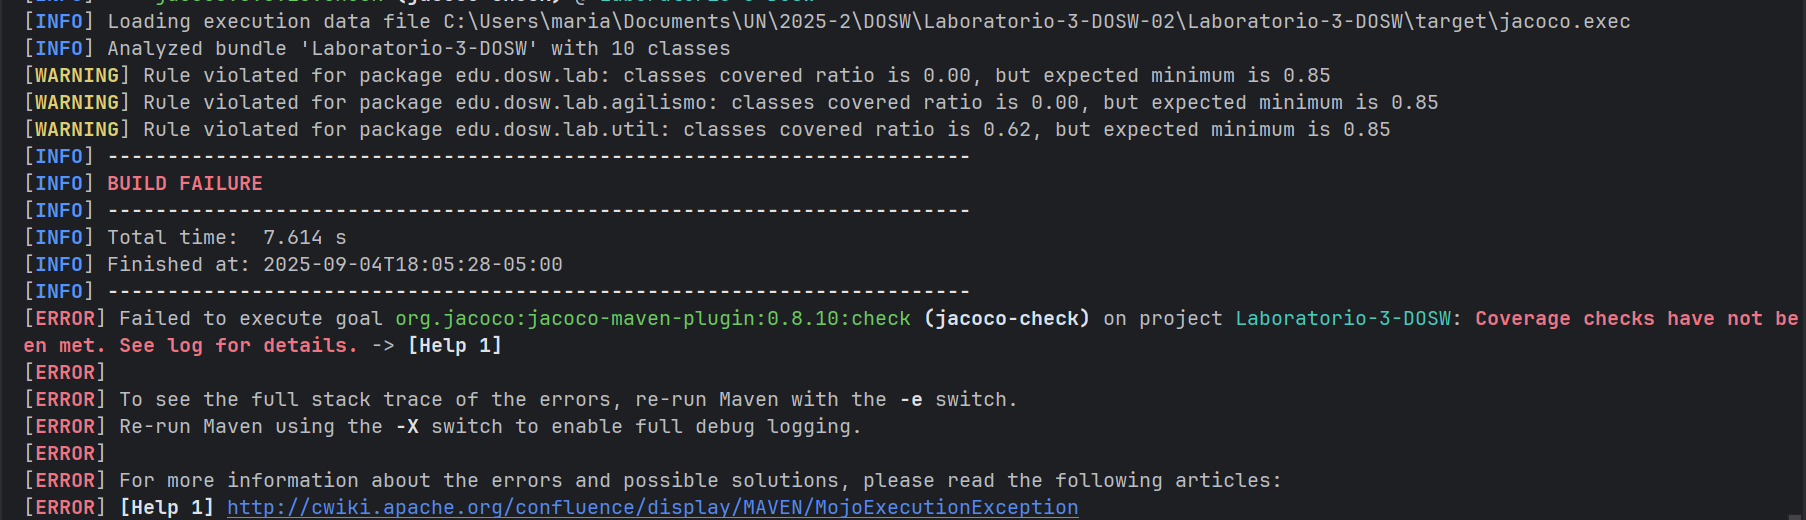 [INFO] Loading execution data file C:\Users\maria\Documents\UN\2025-2\DOSW\Laboratorio-3-DOSW-02\Laboratorio-3-DOSW\target\jacoco.exec
[INFO] Analyzed bundle 'Laboratorio-3-DOSW' with 10 classes
[WARNING] Rule violated for package edu.dosw.lab: classes covered ratio is 0.00, but expected minimum is 0.85
[WARNING] Rule violated for package edu.dosw.lab.agilismo: classes covered ratio is 0.00, but expected minimum is 0.85
[WARNING] Rule violated for package edu.dosw.lab.util: classes covered ratio is 0.62, but expected minimum is 0.85
[INFO] ------------------------------------------------------------------------
[INFO] BUILD FAILURE
[INFO] ------------------------------------------------------------------------
[INFO] Total time:  7.614 s
[INFO] Finished at: 2025-09-04T18:05:28-05:00
[INFO] ------------------------------------------------------------------------
[ERROR] Failed to execute goal org.jacoco:jacoco-maven-plugin:0.8.10:check (jacoco-check) on project Laboratorio-3-DOSW: Coverage checks have not be
en met. See log for details. -> [Help 1]
[ERROR]
[ERROR] To see the full stack trace of the errors, re-run Maven with the -e switch.
[ERROR] Re-run Maven using the -X switch to enable full debug logging.
[ERROR]
[ERROR] For more information about the errors and possible solutions, please read the following articles:
[ERROR] [Help 1] http://cwiki.apache.org/confluence/display/MAVEN/MojoExecutionException